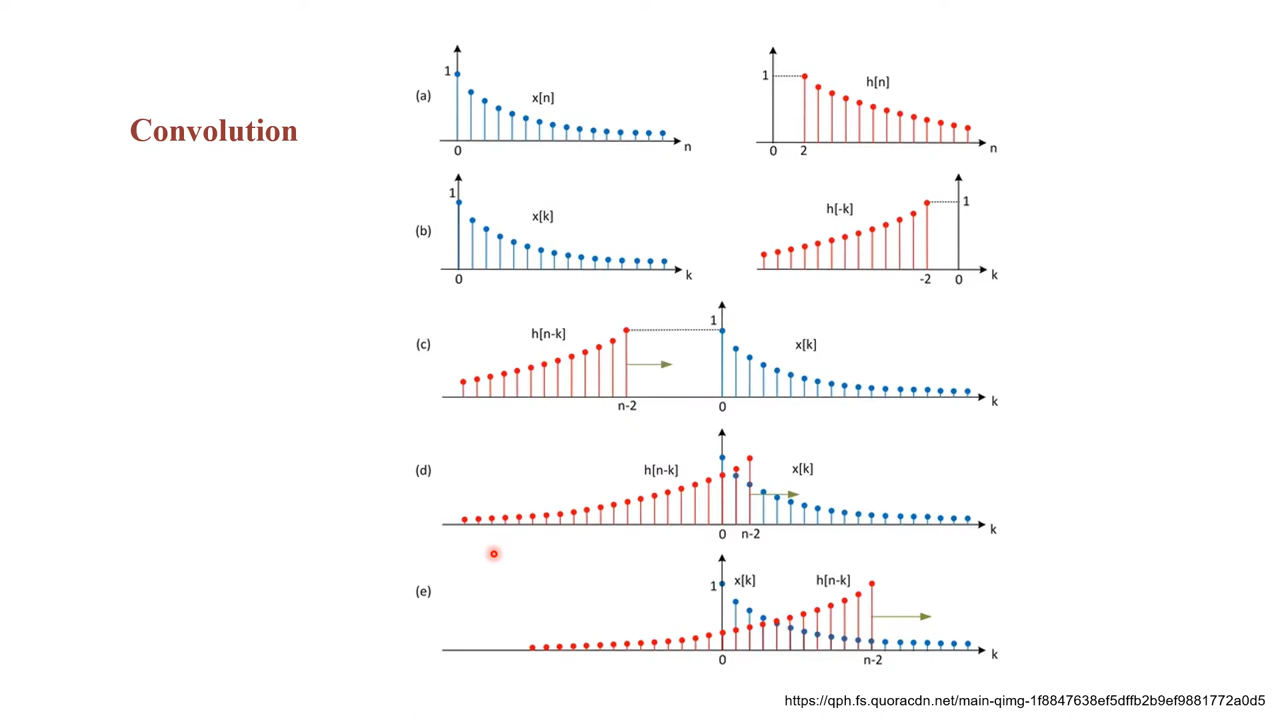 Convolution
(a)
1
x[n]
0
n
1
h[n]
0 2
n
(b)
1
x[k]
0
k
h[-k]
1
-2 0
k
(c)
h[n-k]
1
x[k]
n-2
0
k
(d)
h[n-k]
x[k]
0 n-2
k
(e)
1
x[k]
h[n-k]
0
n-2
k
https://qph.fs.quoracdn.net/main-qimg-1f8847638ef5dffb2b9ef9881772a0d5